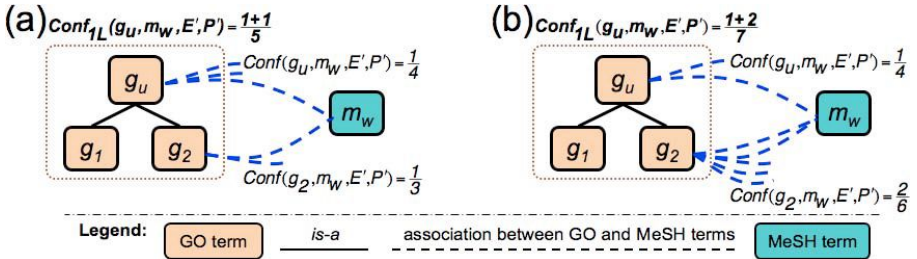 (a) Conf1L(gu,mw,E',P')=1+1/5
Conf(gu,mw,E',P')=1/4
gu
mw
g1 g2
Conf(g2,mw,E',P')=1/3
(b) Conf1L(gu,mw,E',P')=1+2/7
Conf(gu,mw,E',P')=1/4
gu
mw
g1 g2
Conf(g2,mw,E',P')=2/6
Legend: GO term is-a association between GO and MeSH terms MeSH term